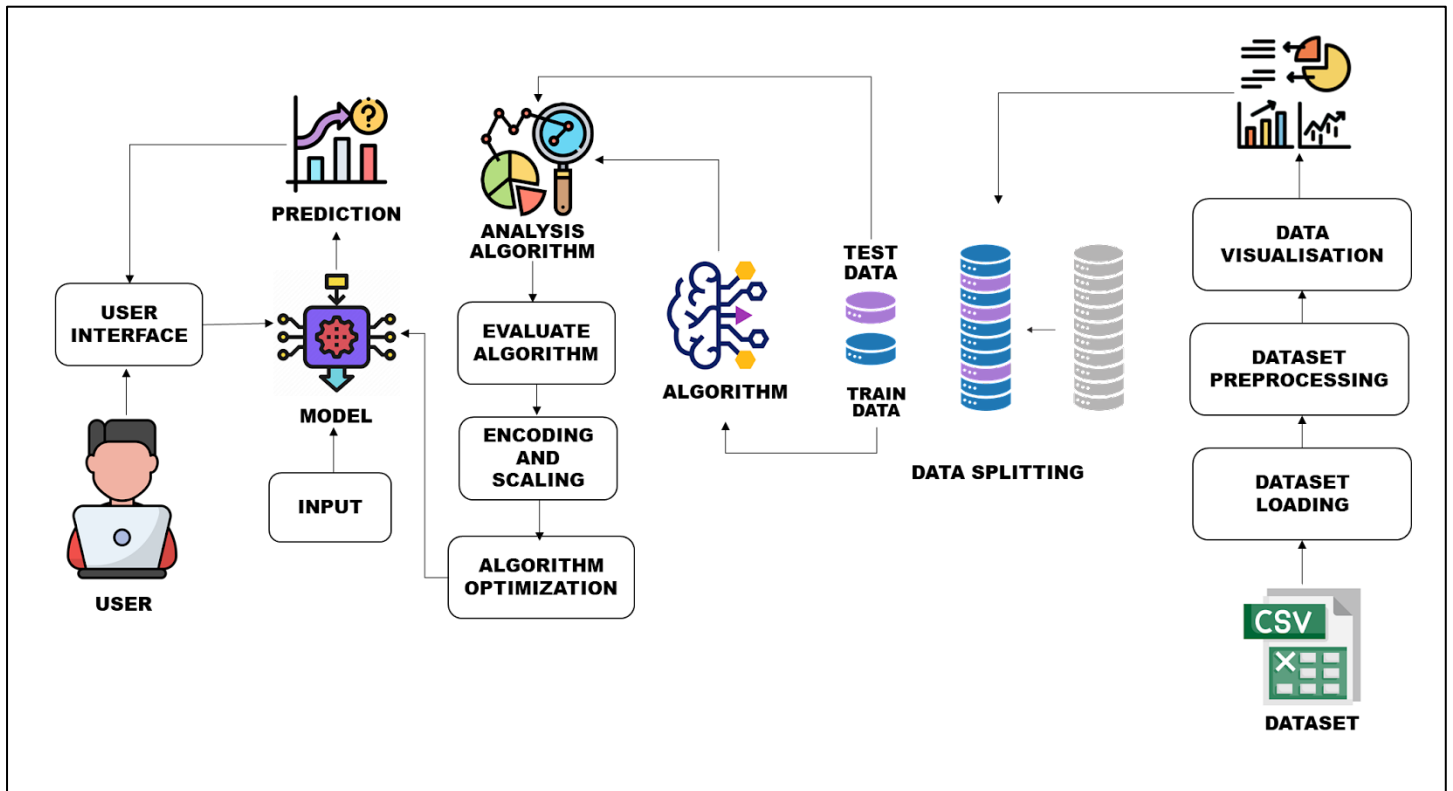 PREDICTION
USER
INTERFACE
USER
MODEL
INPUT
ANALYSIS
ALGORITHM
EVALUATE
ALGORITHM
ENCODING
AND
SCALING
ALGORITHM
OPTIMIZATION
ALGORITHM
TEST
DATA
TRAIN
DATA
DATA SPLITTING
DATA
VISUALISATION
DATASET
PREPROCESSING
DATASET
LOADING
CSV
DATASET
?